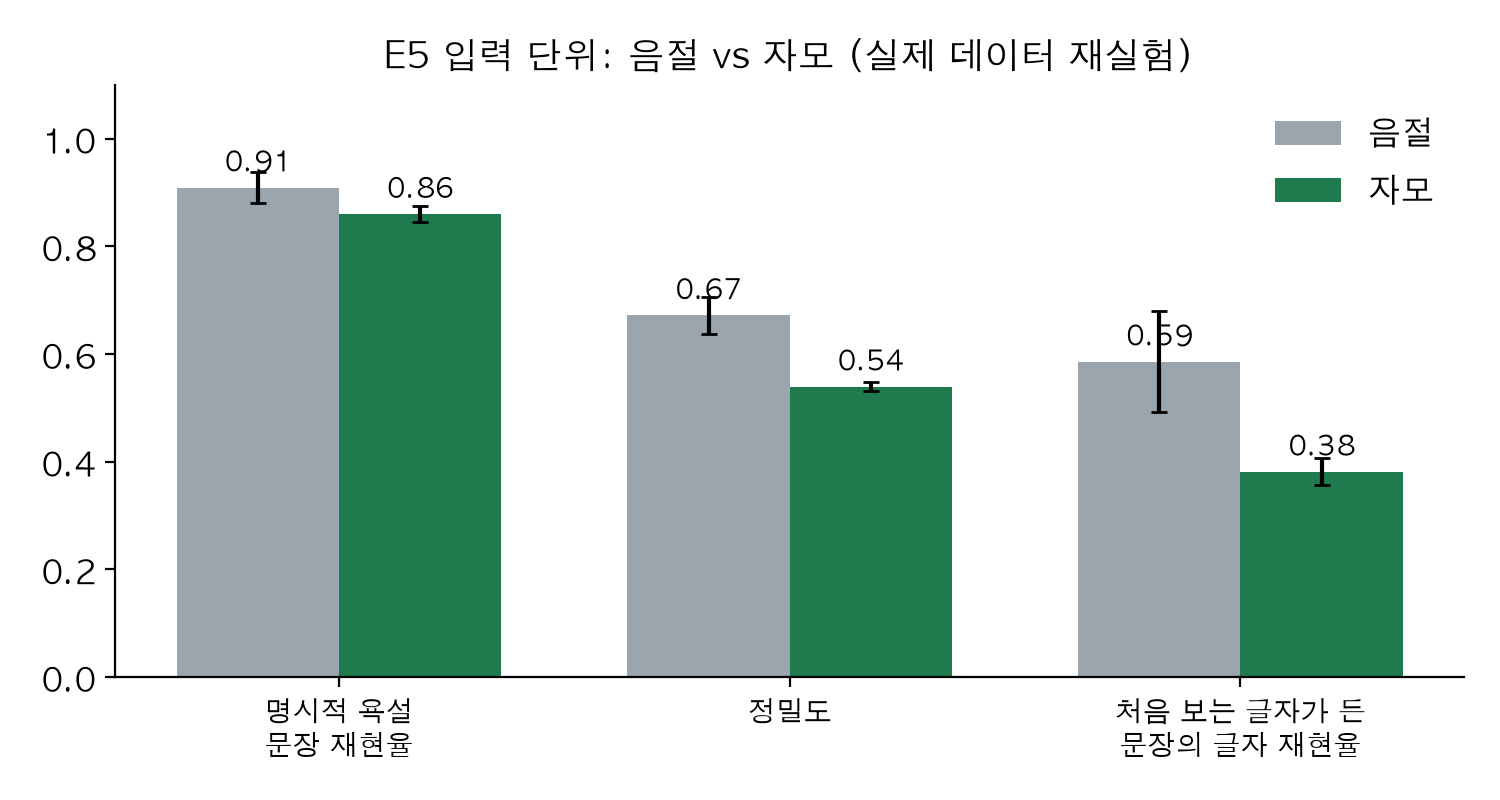 E5 입력 단위: 음절 vs 자모 (실제 데이터 재실험)
음절
자모
1.0
0.8
0.6
0.4
0.2
0.0
0.91
0.86
0.67
0.54
0.59
0.38
명시적 욕설
문장 재현율
정밀도
처음 보는 글자가 든
문장의 글자 재현율